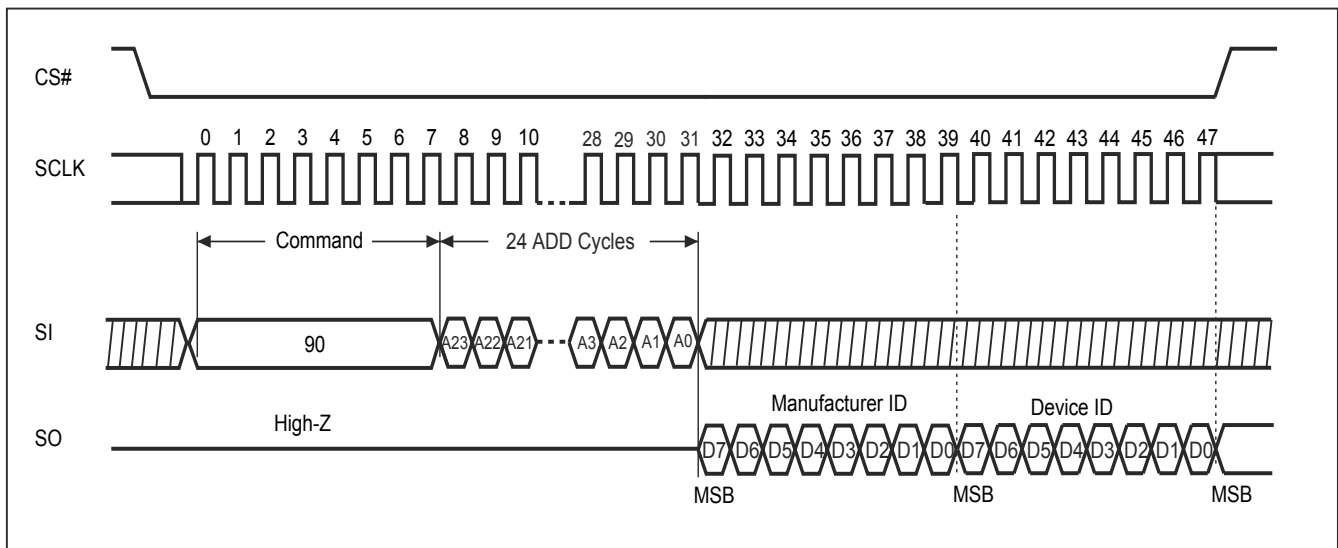 CS#
0 1 2 3 4 5 6 7 8 9 10 28 29 30 31 32 33 34 35 36 37 38 39 40 41 42 43 44 45 46 47
SCLK
Command 24 ADD Cycles
SI 90 A23 A22 A21 A3 A2 A1 A0
Manufacturer ID Device ID
High-Z
SO D7 D6 D5 D4 D3 D2 D1 D0 D7 D6 D5 D4 D3 D2 D1 D0
MSB MSB MSB